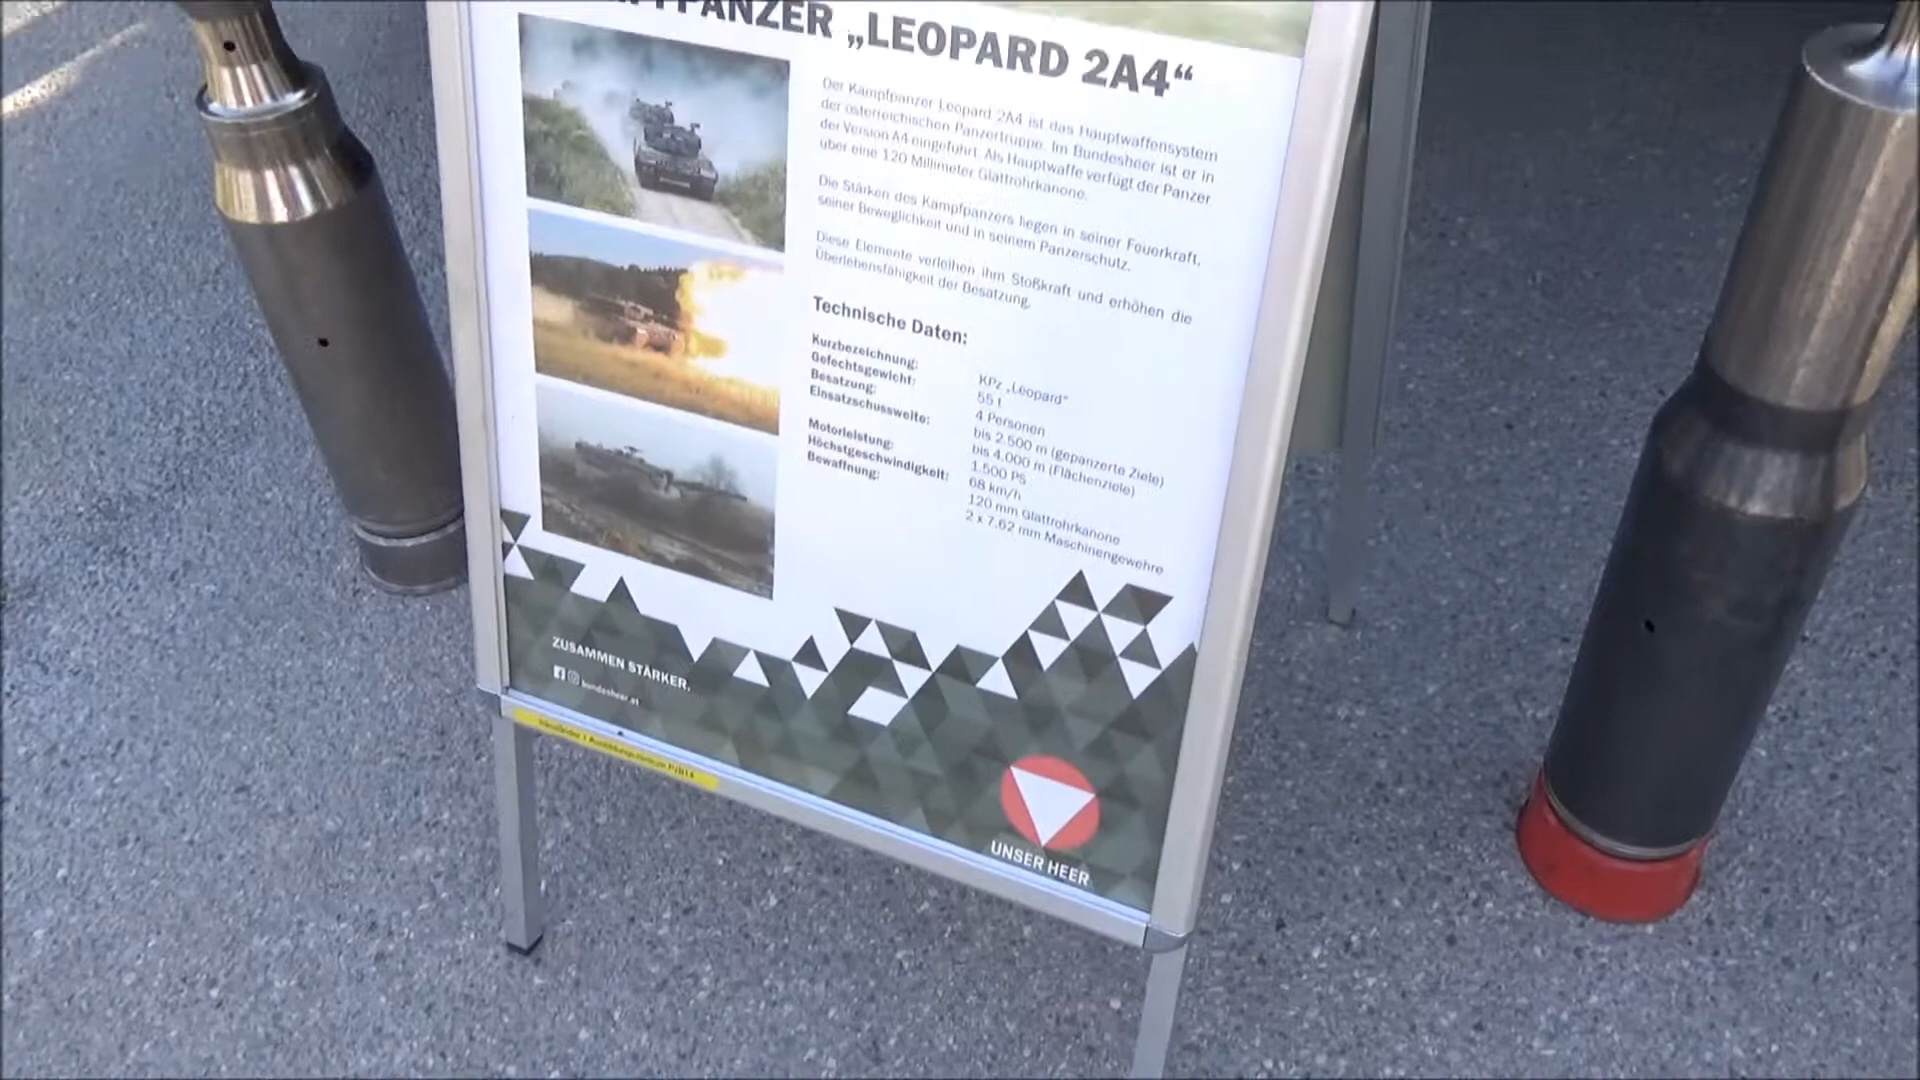 PANZER „LEOPARD 2A4“
Der Kampfpanzer Leopard 2A4 ist das Hauptwaffensystem
der österreichischen Panzertruppe. Im Bundesheer ist er in
der Version A4 eingeführt. Als Hauptwaffe verfügt der Panzer
über eine 120 Millimeter Glattrohrkanone.
Die Stärken des Kampfpanzers liegen in seiner Feuerkraft,
seiner Beweglichkeit und in seinem Panzerschutz.
Diese Elemente verleihen ihm Stoßkraft und erhöhen die
Überlebensfähigkeit der Besatzung.
Technische Daten:
Kurzbezeichnung: KPz „Leopard“
Gefechtsgewicht: 55 t
Besatzung: 4 Personen
Einsatzschussweite: bis 2.500 m (gepanzerte Ziele)
bis 4.000 m (Flächenziele)
Motorleistung: 1.500 PS
Höchstgeschwindigkeit: 68 km/h
Bewaffnung: 120 mm Glattrohrkanone
2 x 7.62 mm Maschinengewehre
ZUSAMMEN STÄRKER.
bundesheer.at
UNSER HEER